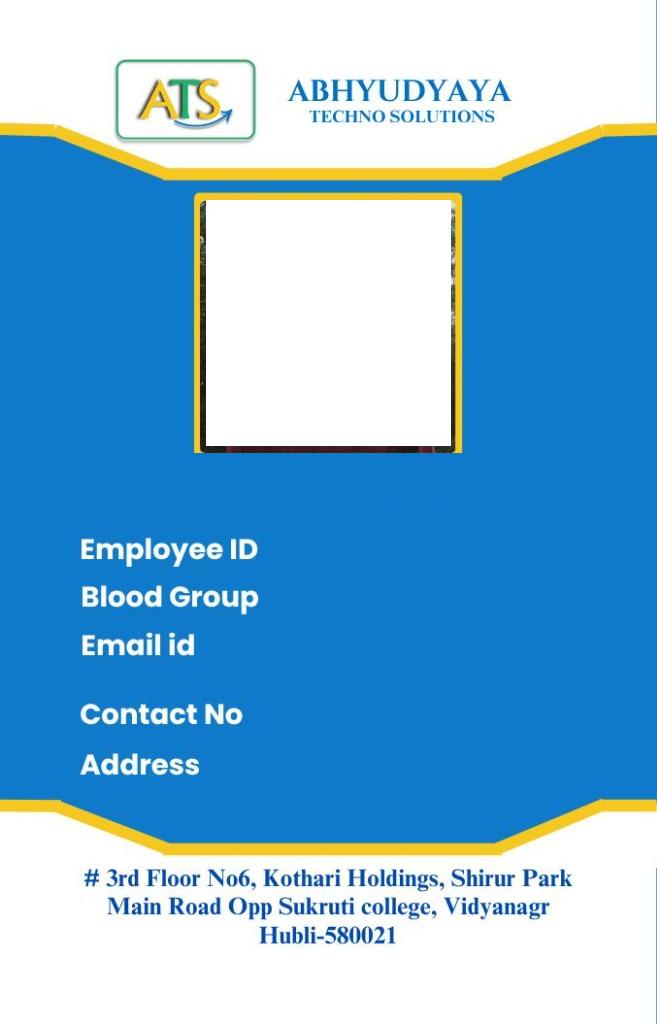 ATS
ABHYUDYAYA
TECHNO SOLUTIONS
Employee ID
Blood Group
Email id
Contact No
Address
# 3rd Floor No6, Kothari Holdings, Shirur Park
Main Road Opp Sukruti college, Vidyanagr
Hubli-580021